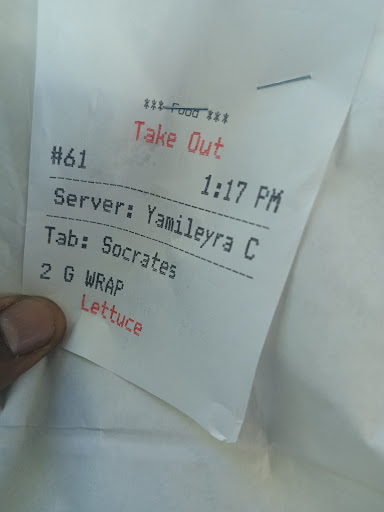 *** Food ***
Take Out
#61 1:17 PM
Server: Yamileyra C
Tab: Socrates
2 G WRAP
Lettuce